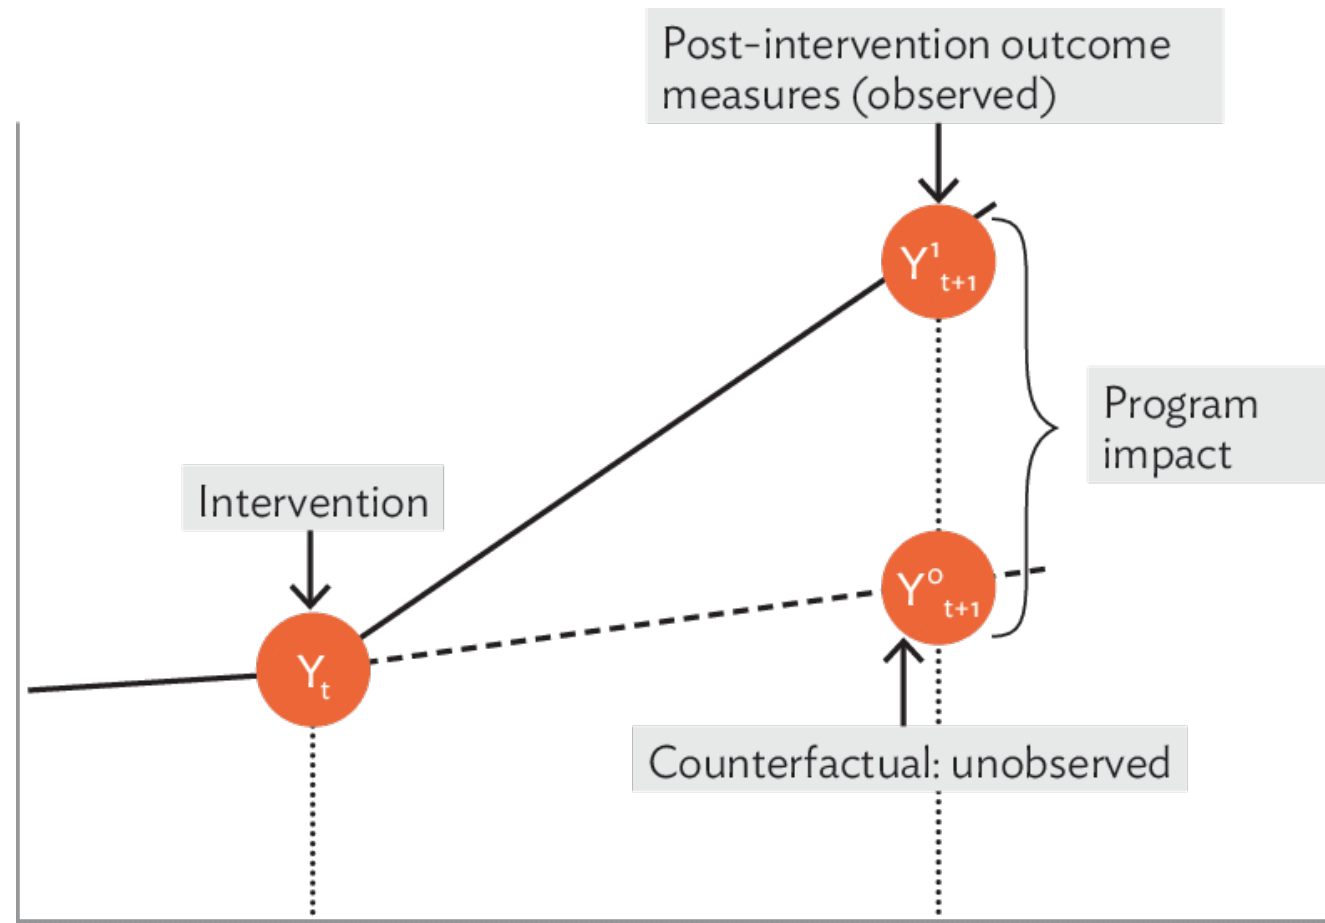 Post-intervention outcome
measures (observed)
Y¹ₜ₊₁
Program
impact
Intervention
Y⁰ₜ₊₁
Yₜ
Counterfactual: unobserved